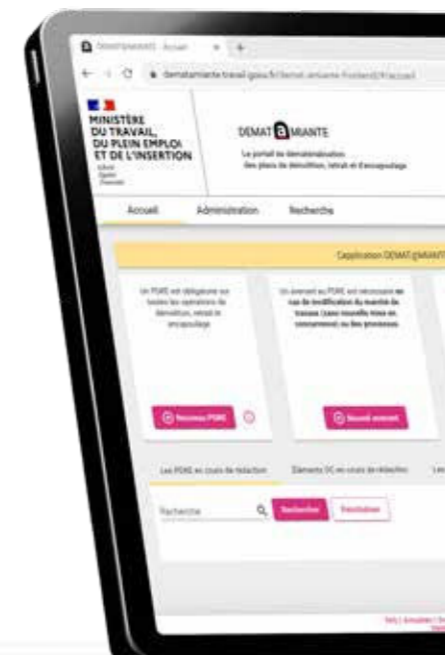 DEMAT@MIANTE - Accueil
MINISTÈRE
DU TRAVAIL,
DU PLEIN EMPLOI
ET DE L'INSERTION
Liberté
Égalité
Fraternité
DEMAT@MIANTE
Le portail de dématérialisation
des plans de démolition, retrait et d'encapsulage
Accueil Administration Recherche
L'application DEMAT@MIANTE
Un PDRE est obligatoire sur
toutes les opérations de
démolition, retrait et
encapsulage
Un avenant au PDRE est nécessaire en
cas de modification du marché de
travaux (sans nouvelle mise en
concurrence) ou des processus
Nouveau PDRE
Nouvel avenant
Les PDRE en cours de rédaction Éléments DC en cours de rédaction Les
Recherche Rechercher Réinitialiser